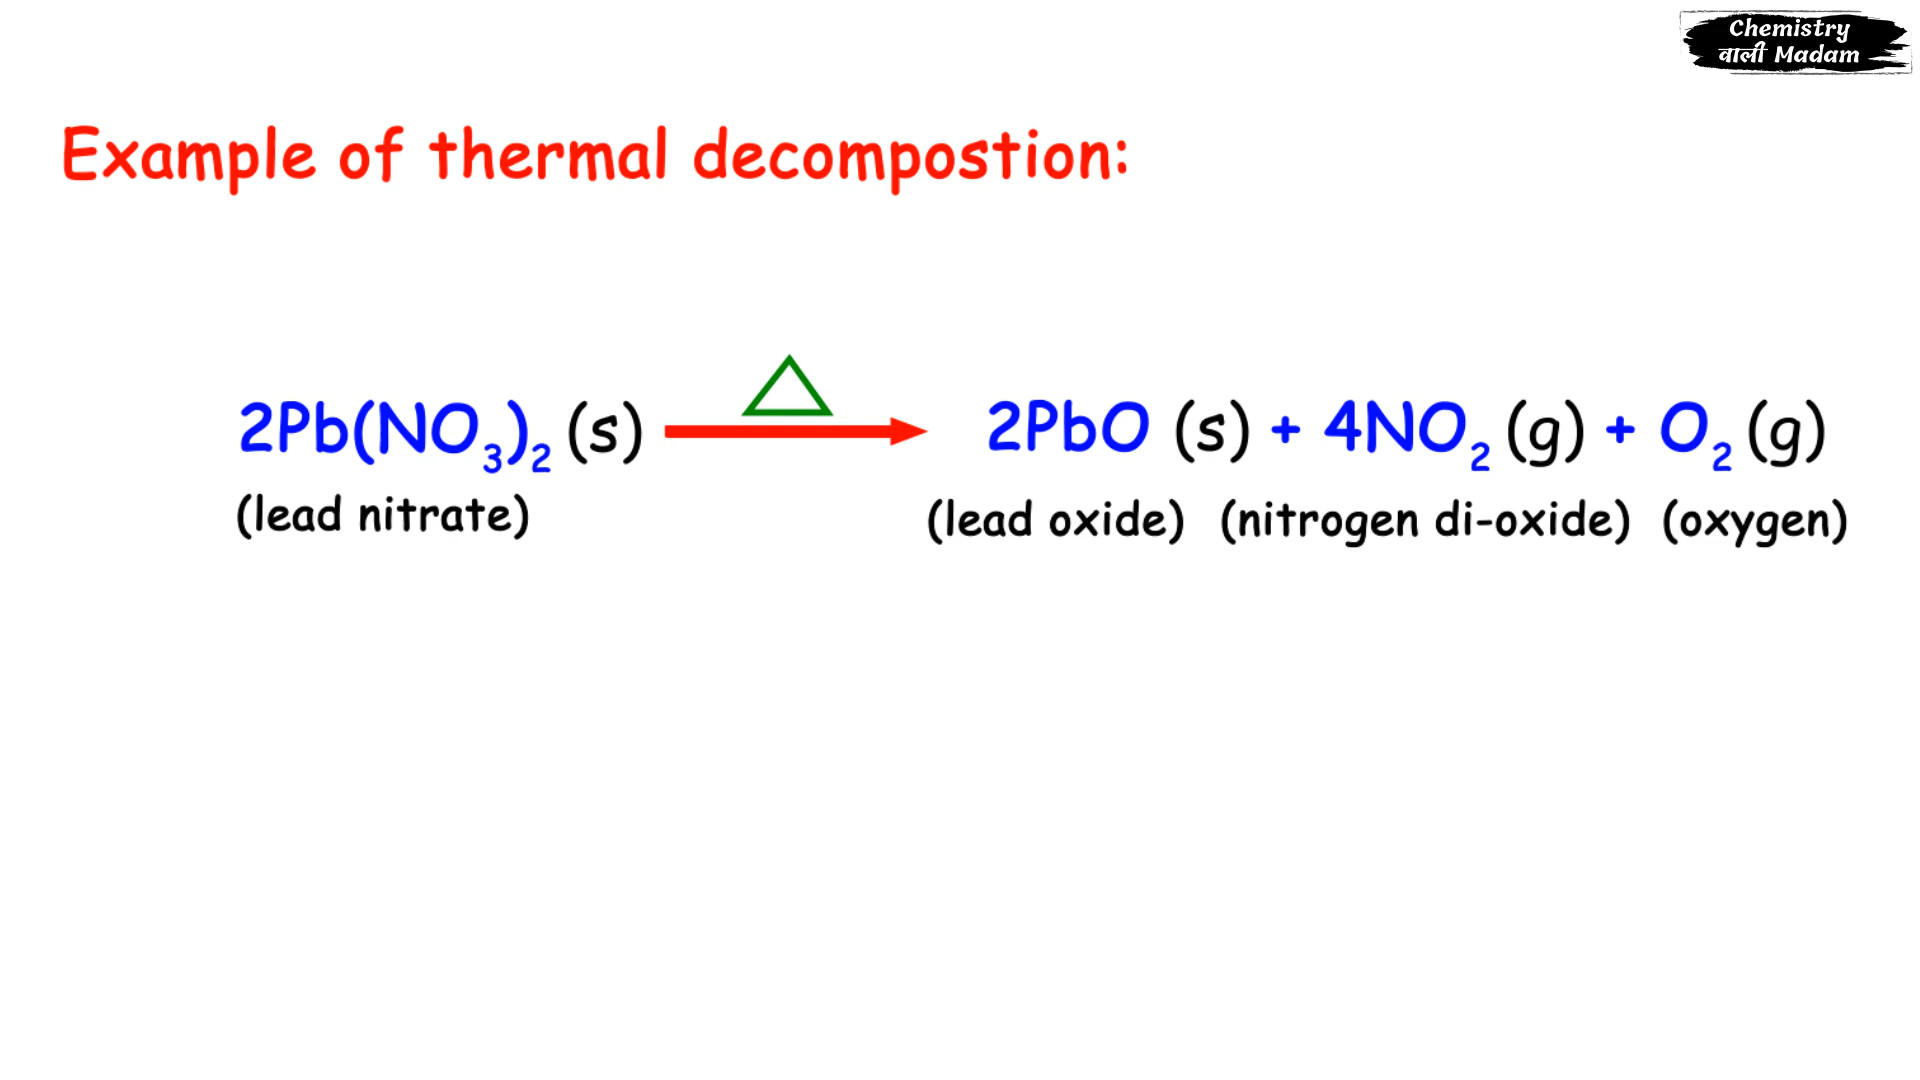 Chemistry
वाली Madam
Example of thermal decompostion:
2Pb(NO₃)₂ (s) △ → 2PbO (s) + 4NO₂ (g) + O₂ (g)
(lead nitrate) (lead oxide) (nitrogen di-oxide) (oxygen)